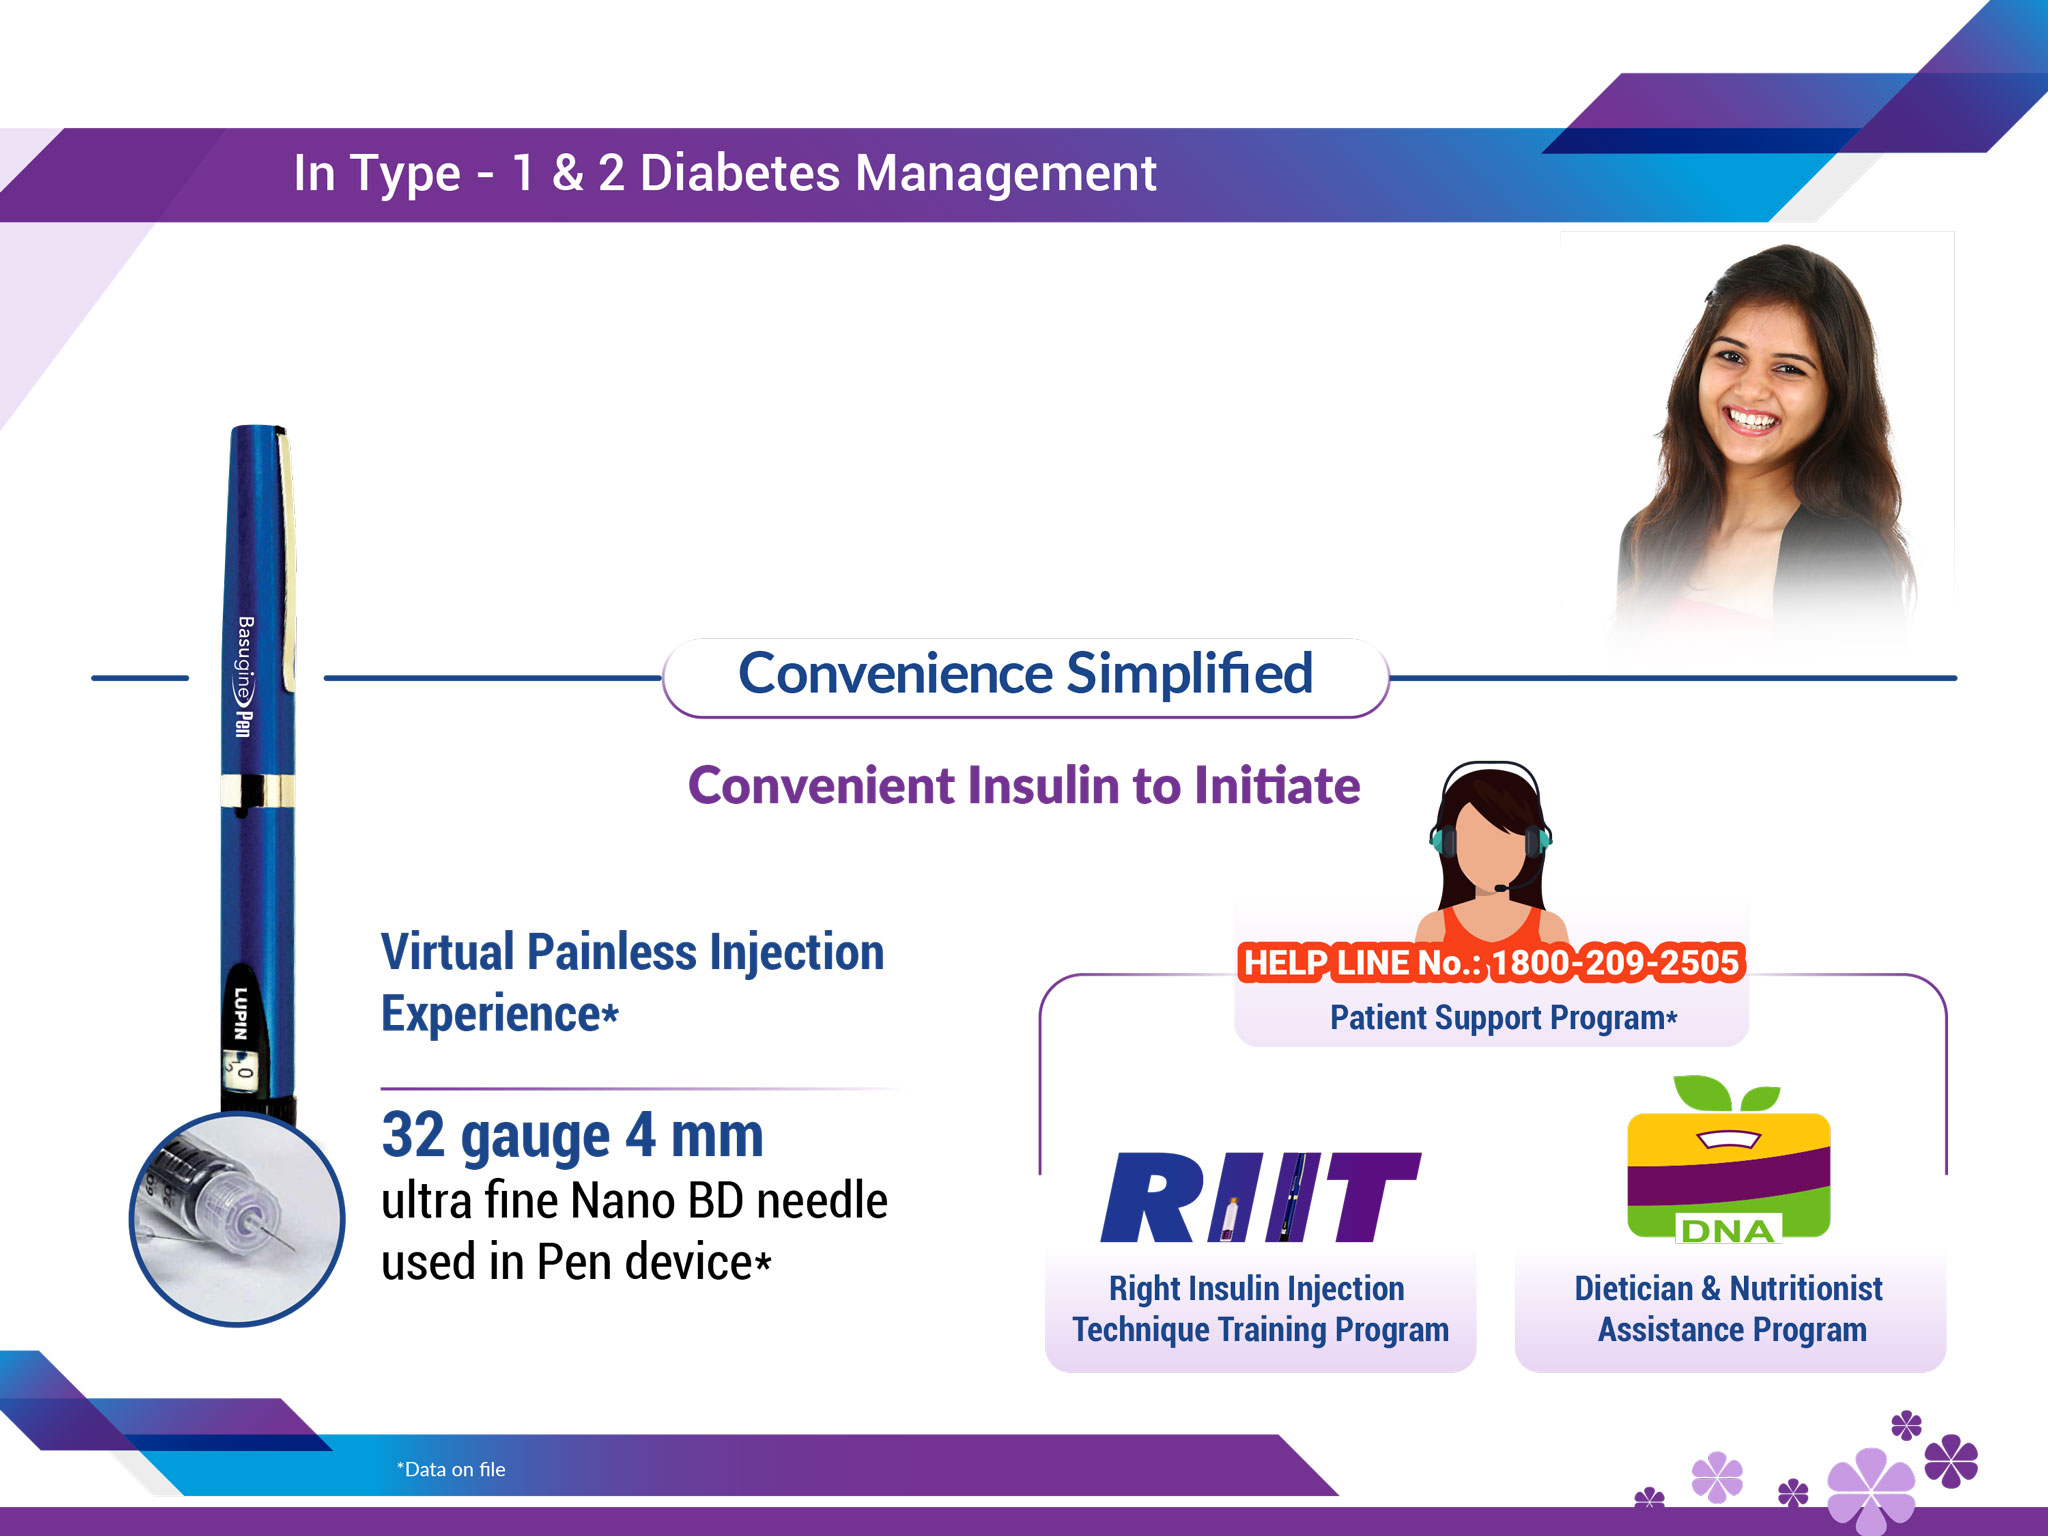 In Type - 1 & 2 Diabetes Management
Basugine Pen
LUPIN
Convenience Simplified
Convenient Insulin to Initiate
Virtual Painless Injection
Experience*
32 gauge 4 mm
ultra fine Nano BD needle
used in Pen device*
HELP LINE No.: 1800-209-2505
Patient Support Program*
RIIT
Right Insulin Injection
Technique Training Program
DNA
Dietician & Nutritionist
Assistance Program
*Data on file